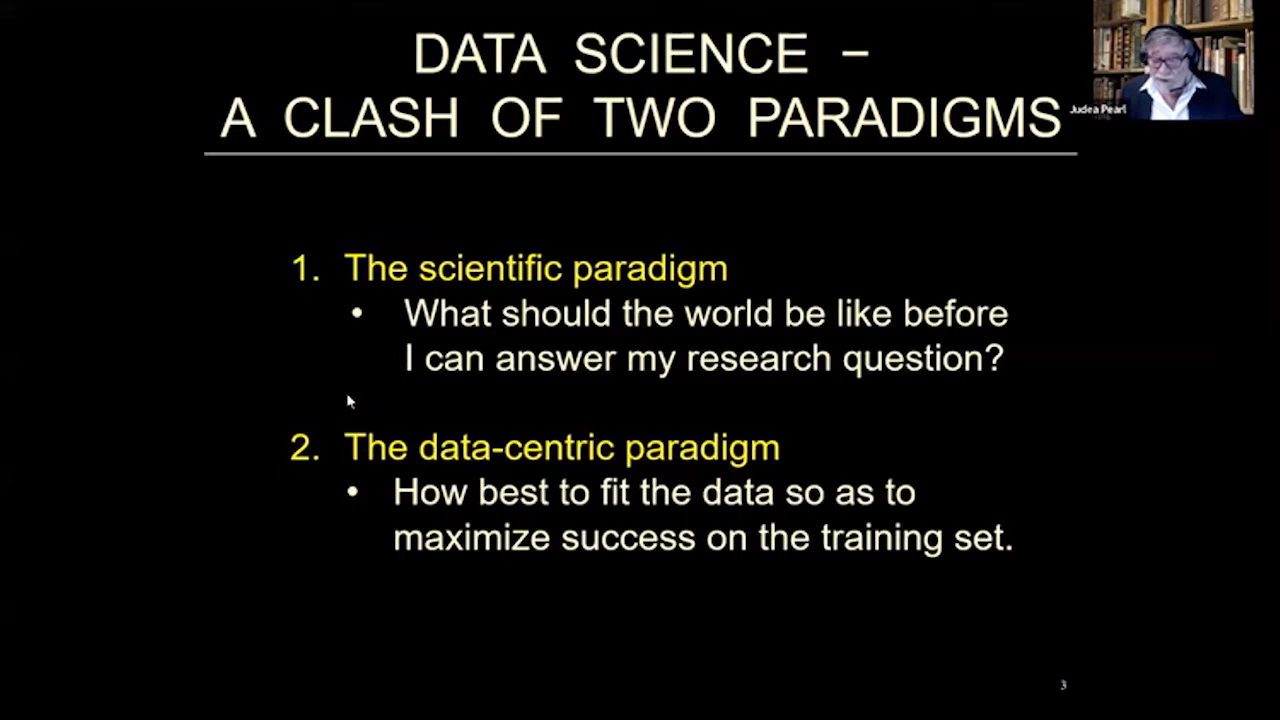 DATA SCIENCE –
A CLASH OF TWO PARADIGMS
Judea Pearl
1. The scientific paradigm
• What should the world be like before
I can answer my research question?
2. The data-centric paradigm
• How best to fit the data so as to
maximize success on the training set.
3